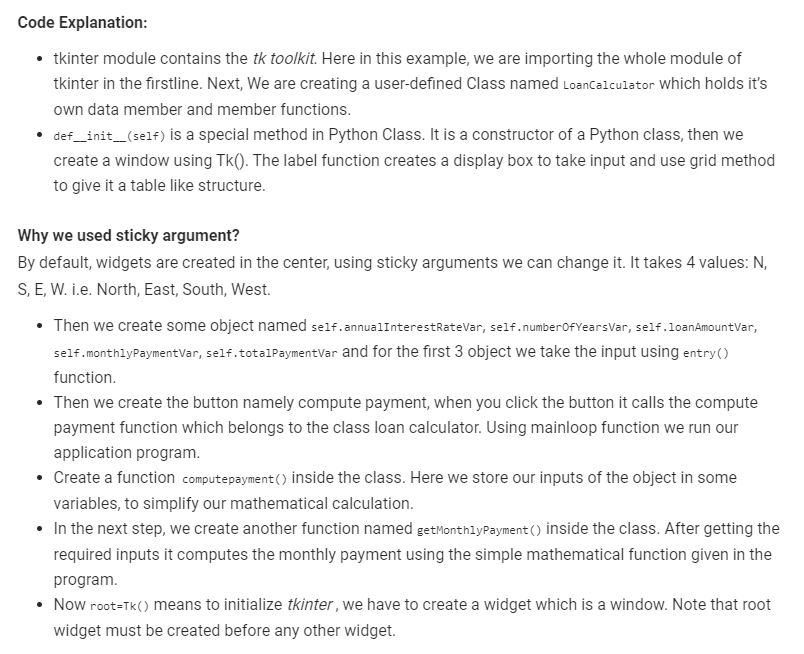 Code Explanation:
• tkinter module contains the tk toolkit. Here in this example, we are importing the whole module of
tkinter in the firstline. Next, We are creating a user-defined Class named LoanCalculator which holds it's
own data member and member functions.
• def__init__(self) is a special method in Python Class. It is a constructor of a Python class, then we
create a window using Tk(). The label function creates a display box to take input and use grid method
to give it a table like structure.
Why we used sticky argument?
By default, widgets are created in the center, using sticky arguments we can change it. It takes 4 values: N,
S, E, W. i.e. North, East, South, West.
• Then we create some object named self.annualInterestRateVar, self.numberOfYearsVar, self.loanAmountVar,
self.monthlyPaymentVar, self.totalPaymentVar and for the first 3 object we take the input using entry()
function.
• Then we create the button namely compute payment, when you click the button it calls the compute
payment function which belongs to the class loan calculator. Using mainloop function we run our
application program.
• Create a function computepayment() inside the class. Here we store our inputs of the object in some
variables, to simplify our mathematical calculation.
• In the next step, we create another function named getMonthlyPayment() inside the class. After getting the
required inputs it computes the monthly payment using the simple mathematical function given in the
program.
• Now root=Tk() means to initialize tkinter, we have to create a widget which is a window. Note that root
widget must be created before any other widget.